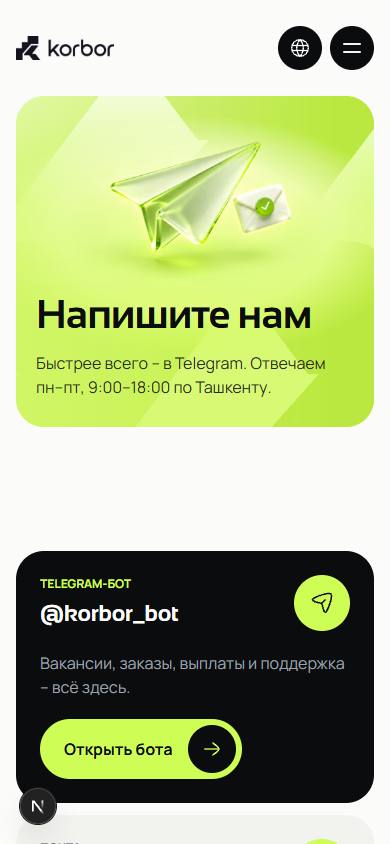 korbor
Напишите нам
Быстрее всего – в Telegram. Отвечаем
пн–пт, 9:00–18:00 по Ташкенту.
TELEGRAM-БОТ
@korbor_bot
Вакансии, заказы, выплаты и поддержка
– всё здесь.
Открыть бота
N